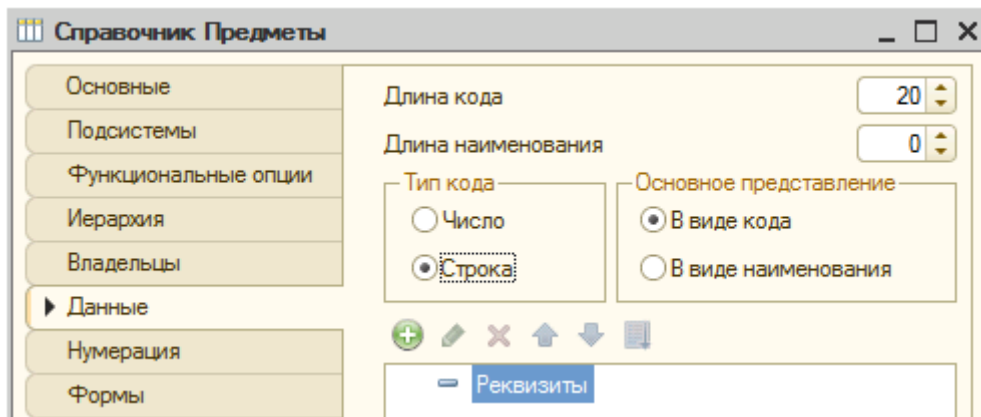 Справочник Предметы
Основные
Подсистемы
Функциональные опции
Иерархия
Владельцы
Данные
Нумерация
Формы
Длина кода 20
Длина наименования 0
Тип кода
Число
Строка
Основное представление
В виде кода
В виде наименования
Реквизиты